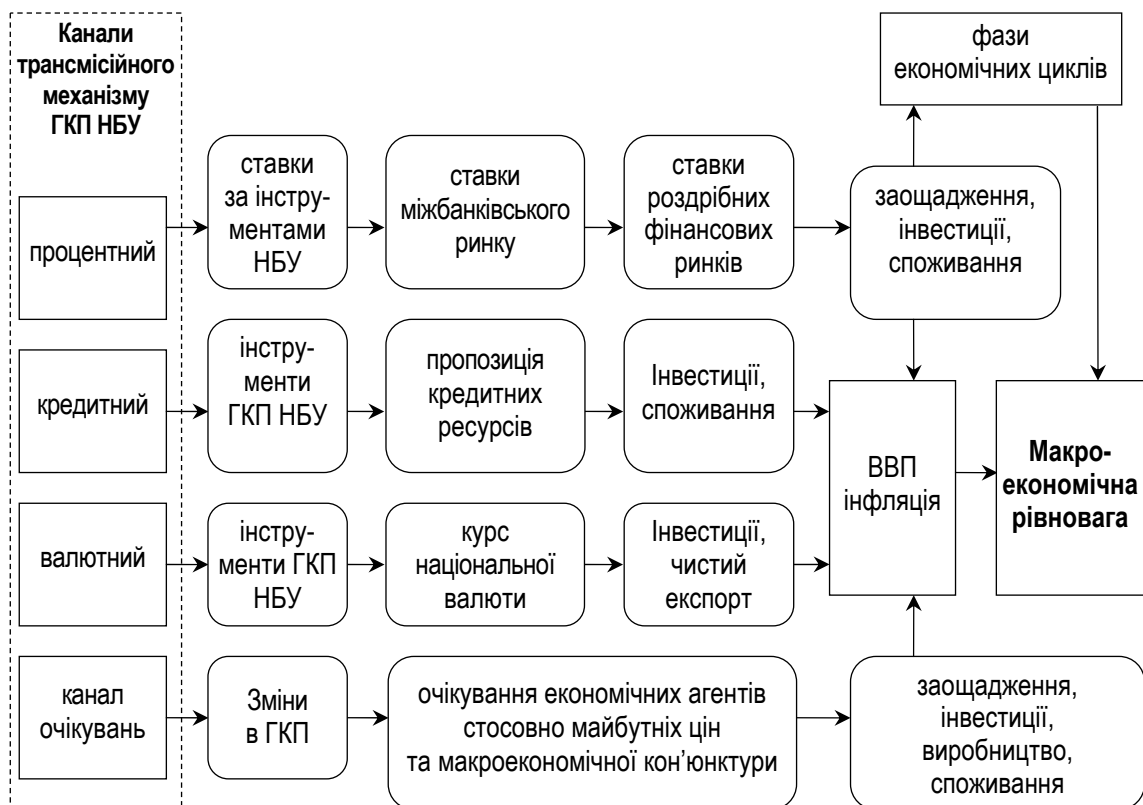 Канали
трансмісійного
механізму
ГКП НБУ
фази
економічних циклів
процентний
ставки
за інстру-
ментами
НБУ
ставки
міжбанківського
ринку
ставки
роздрібних
фінансових
ринків
заощадження,
інвестиції,
споживання
кредитний
інстру-
менти
ГКП НБУ
пропозиція
кредитних
ресурсів
Інвестиції,
споживання
ВВП
інфляція
Макро-
економічна
рівновага
валютний
інстру-
менти ГКП
НБУ
курс
національної
валюти
Інвестиції,
чистий
експорт
канал
очікувань
Зміни
в ГКП
очікування економічних агентів
стосовно майбутніх цін
та макроекономічної кон’юнктури
заощадження,
інвестиції,
виробництво,
споживання